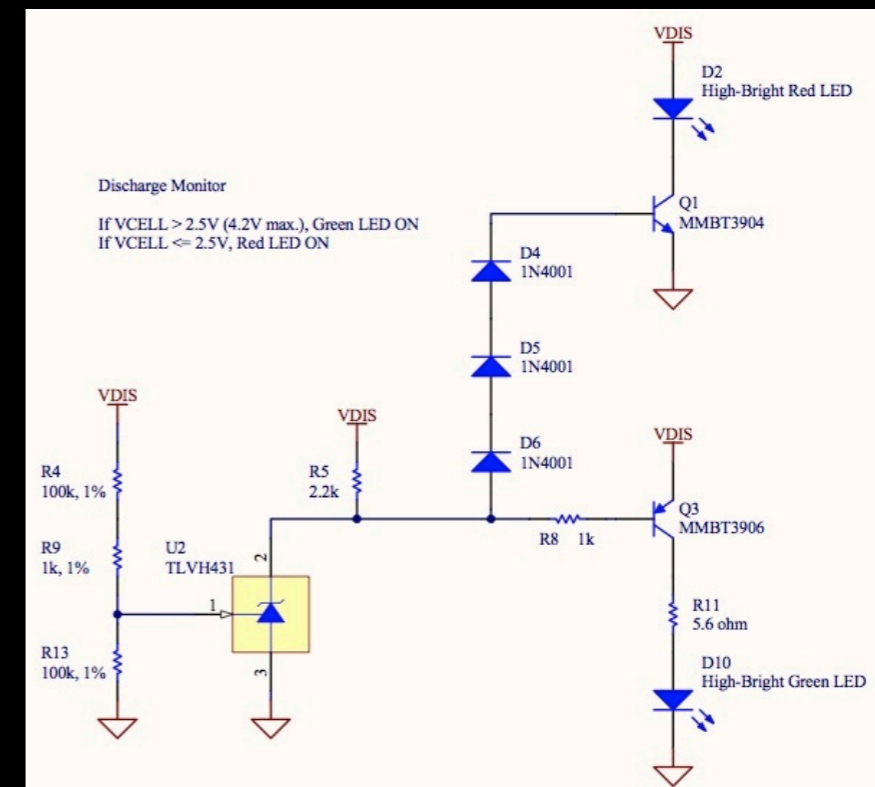 VDIS
D2
High-Bright Red LED
Discharge Monitor
If VCELL > 2.5V (4.2V max.), Green LED ON
If VCELL <= 2.5V, Red LED ON
Q1
MMBT3904
D4
1N4001
D5
1N4001
D6
1N4001
VDIS
R4
100k, 1%
R9
1k, 1%
R13
100k, 1%
U2
TLVH431
1
2
3
VDIS
R5
2.2k
R8 1k
VDIS
Q3
MMBT3906
R11
5.6 ohm
D10
High-Bright Green LED